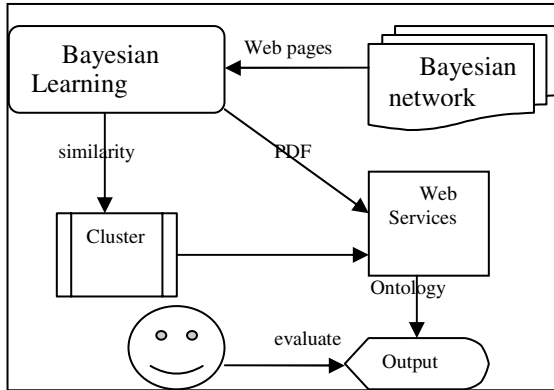 Bayesian
Learning
Web pages
Bayesian
network
similarity
PDF
Cluster
Web
Services
Ontology
evaluate
Output